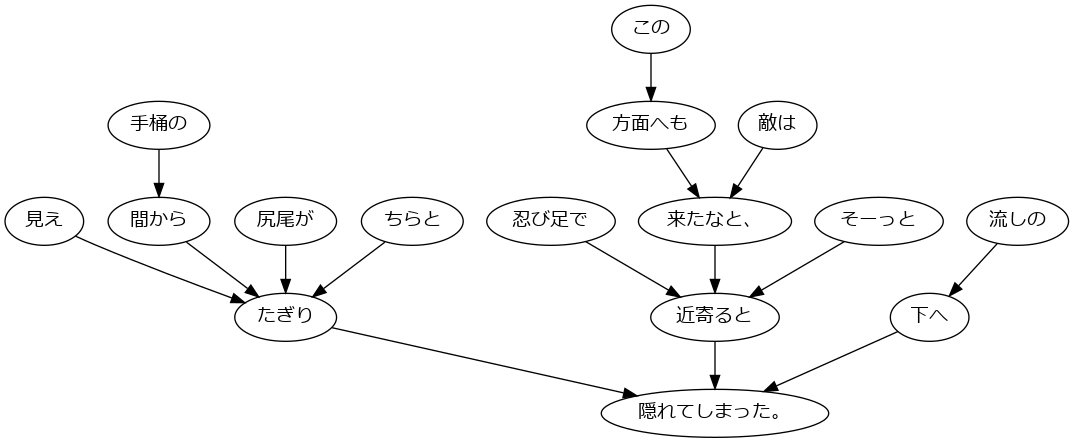 この
手桶の
方面へも
敵は
見え
間から
尻尾が
ちらと
忍び足で
来たなと、
そーっと
流しの
たぎり
近寄ると
下へ
隠れてしまった。